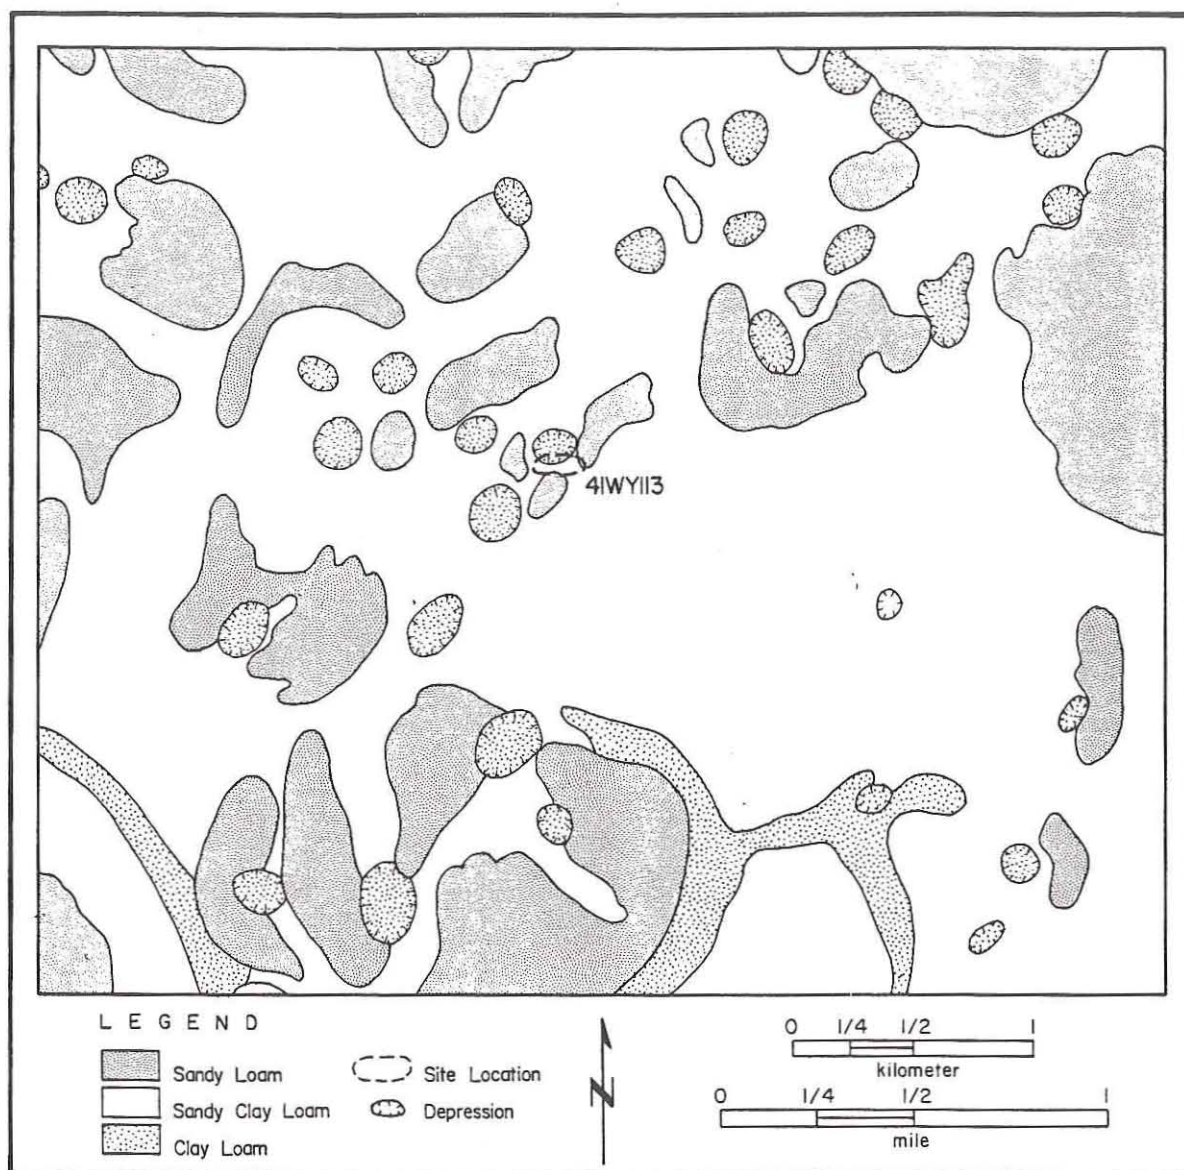 41WY113
LEGEND
Sandy Loam
Sandy Clay Loam
Clay Loam
Site Location
Depression
N
0 1/4 1/2 1
kilometer
0 1/4 1/2 1
mile